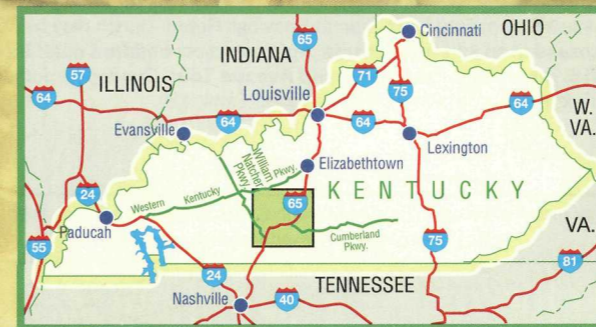 OHIO
Cincinnati
65
INDIANA
57
71
ILLINOIS
75
Louisville
64
64
64
64
W.
VA.
Evansville
Lexington
William
Natcher
Pkwy.
Pkwy.
Elizabethtown
KENTUCKY
24
Western Kentucky
65
Paducah
Cumberland
Pkwy.
VA.
55
75
81
24
TENNESSEE
Nashville
40